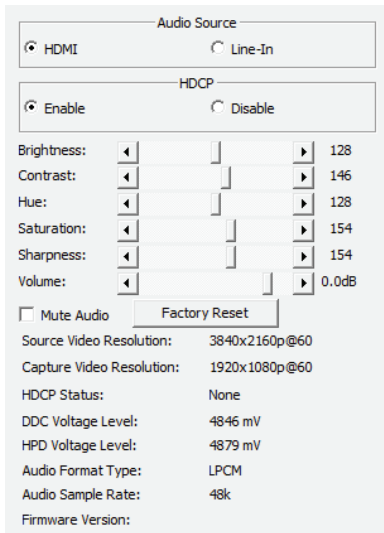 Audio Source
HDMI Line-In
HDCP
Enable Disable
Brightness: 128
Contrast: 146
Hue: 128
Saturation: 154
Sharpness: 154
Volume: 0.0dB
Mute Audio Factory Reset
Source Video Resolution: 3840x2160p@60
Capture Video Resolution: 1920x1080p@60
HDCP Status: None
DDC Voltage Level: 4846 mV
HPD Voltage Level: 4879 mV
Audio Format Type: LPCM
Audio Sample Rate: 48k
Firmware Version: